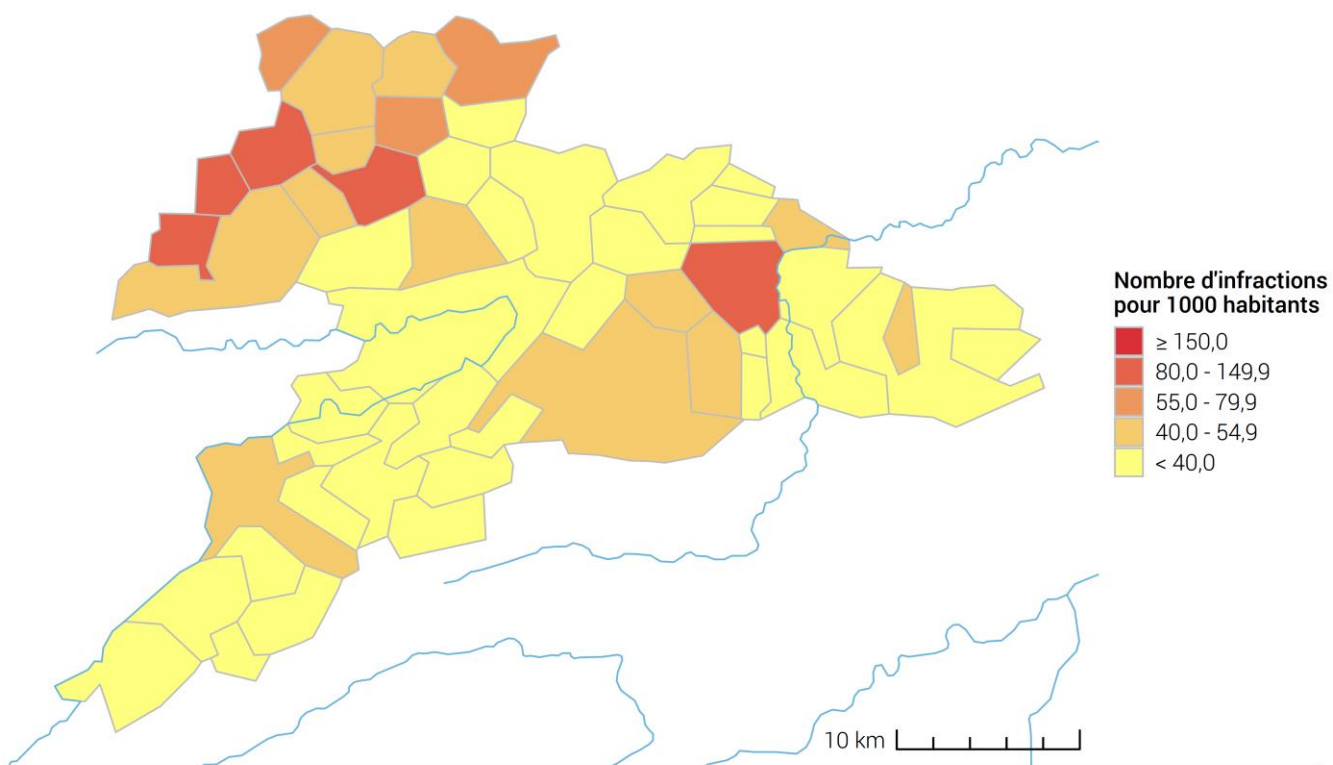 Nombre d'infractions
pour 1000 habitants
≥ 150,0
80,0 - 149,9
55,0 - 79,9
40,0 - 54,9
< 40,0
10 km